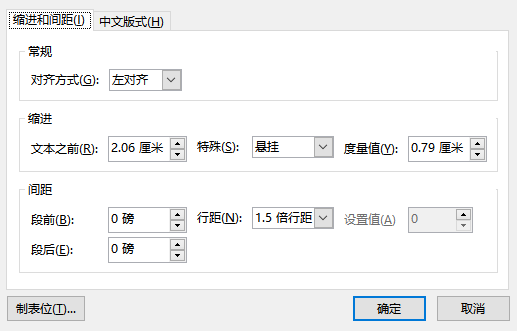 缩进和间距(I) 中文版式(H)
常规
对齐方式(G): 左对齐
缩进
文本之前(R): 2.06 厘米 特殊(S): 悬挂 度量值(Y): 0.79 厘米
间距
段前(B): 0 磅 行距(N): 1.5 倍行距 设置值(A) 0
段后(E): 0 磅
制表位(T)... 确定 取消